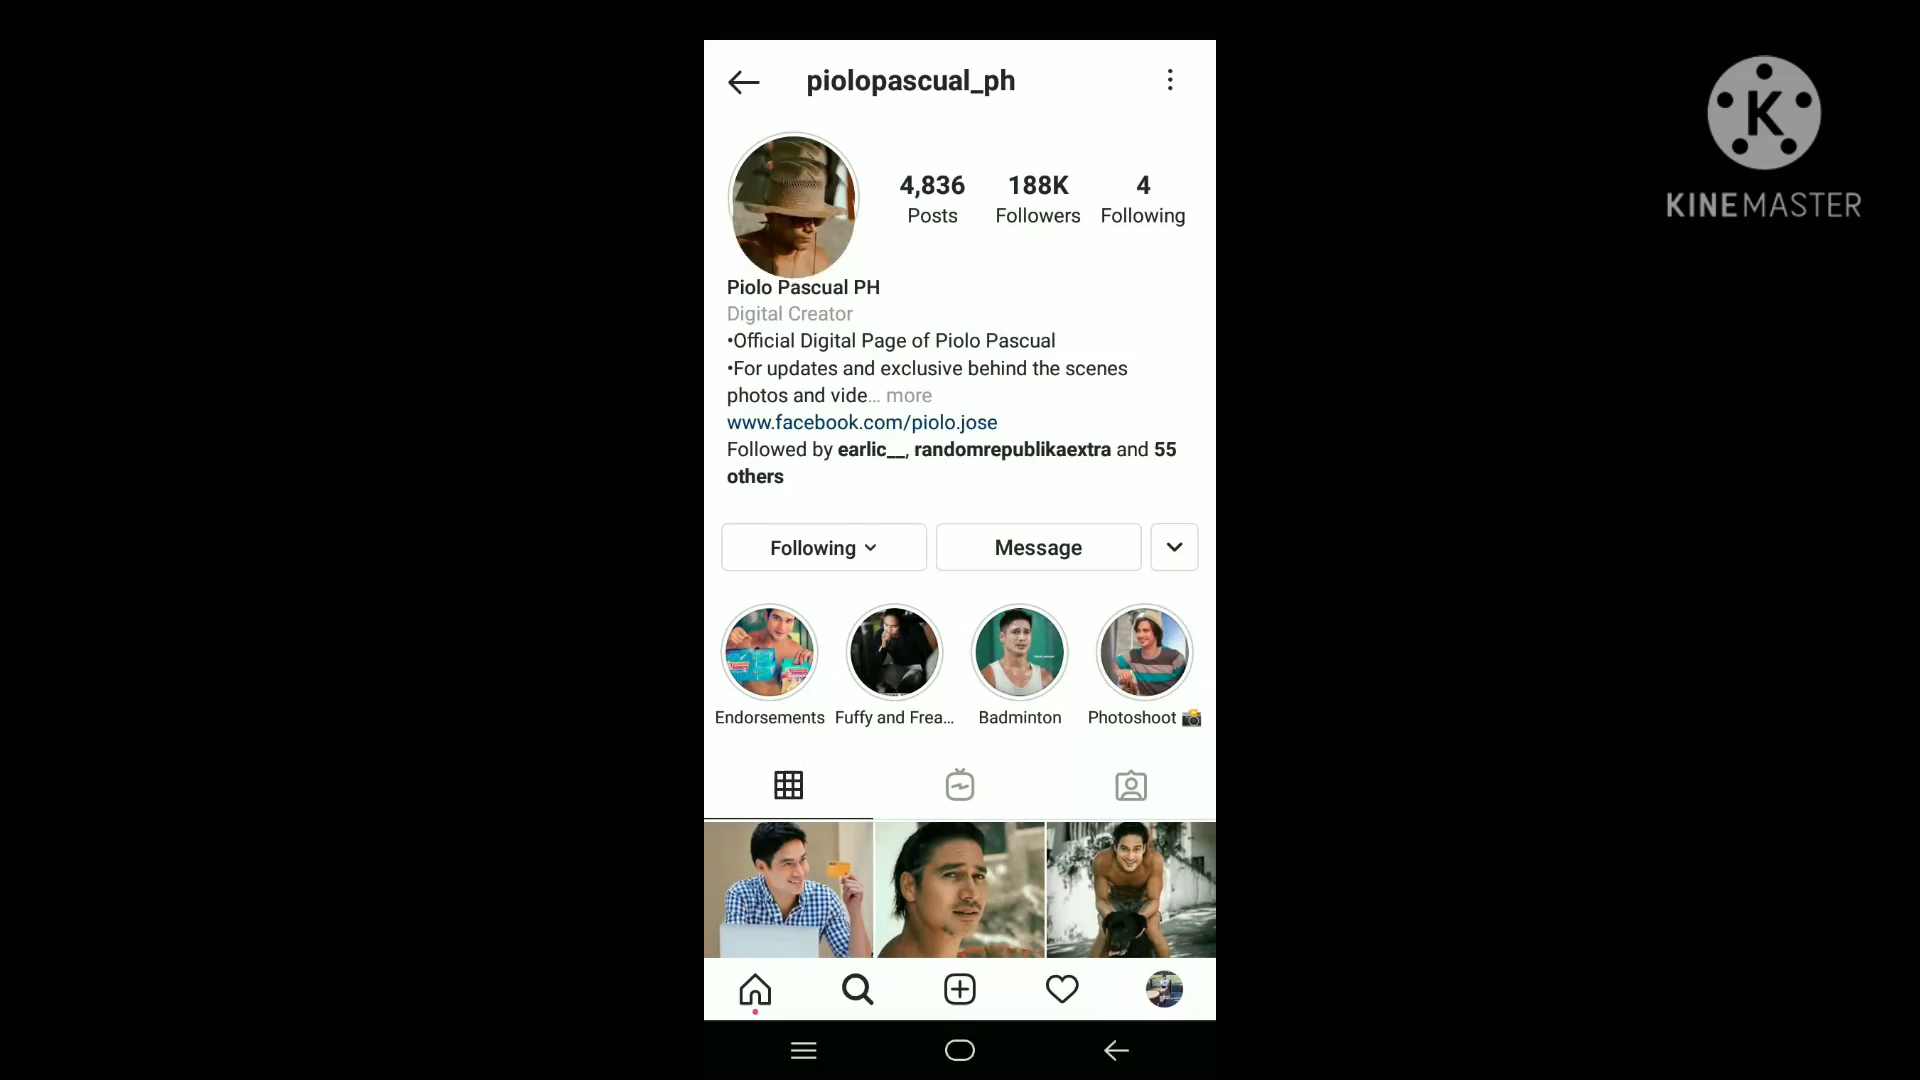 piolopascual_ph
4,836
Posts
188K
Followers
4
Following
Piolo Pascual PH
Digital Creator
•Official Digital Page of Piolo Pascual
•For updates and exclusive behind the scenes
photos and vide... more
www.facebook.com/piolo.jose
Followed by earlic__, randomrepublikaextra and 55
others
Following
Message
Endorsements
Fuffy and Frea...
Badminton
Photoshoot 📸
K
KINEMASTER